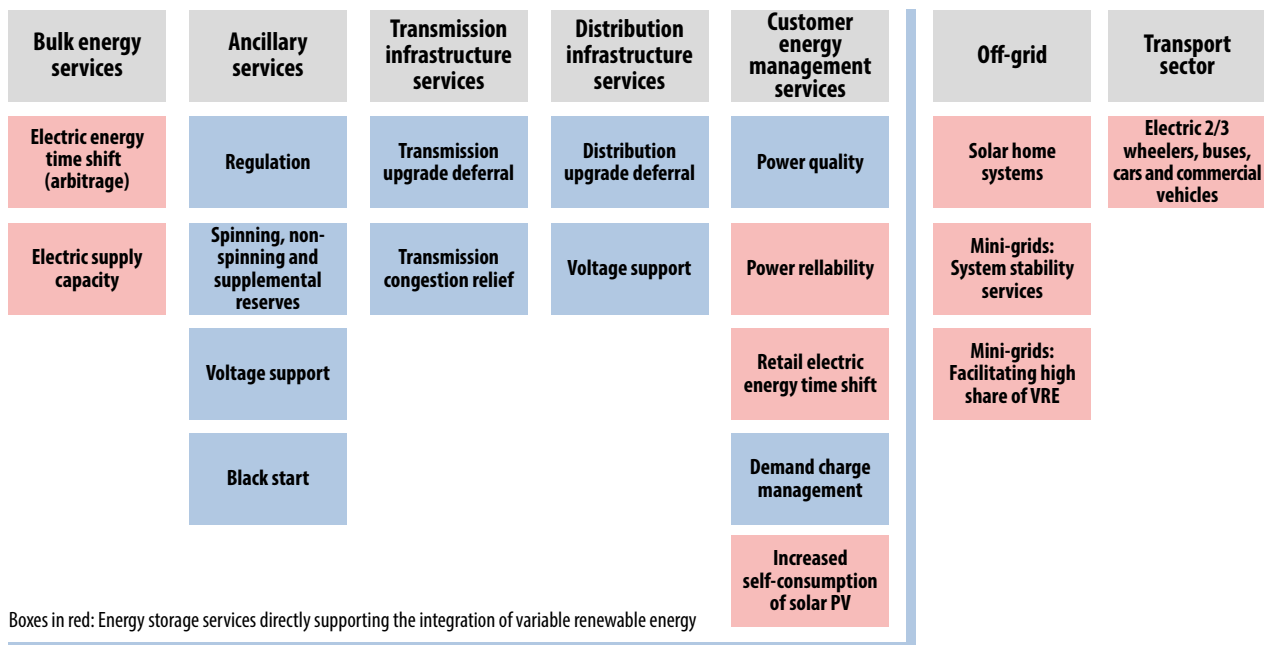 Bulk energy
services
Ancillary
services
Transmission
infrastructure
services
Distribution
infrastructure
services
Customer
energy
management
services
Off-grid
Transport
sector
Electric energy
time shift
(arbitrage)
Regulation
Transmission
upgrade deferral
Distribution
upgrade deferral
Power quality
Solar home
systems
Electric 2/3
wheelers, buses,
cars and commercial
vehicles
Electric supply
capacity
Spinning, non-
spinning and
supplemental
reserves
Transmission
congestion relief
Voltage support
Power rellability
Mini-grids:
System stability
services
Voltage support
Retail electric
energy time shift
Mini-grids:
Facilitating high
share of VRE
Black start
Demand charge
management
Increased
self-consumption
of solar PV
Boxes in red: Energy storage services directly supporting the integration of variable renewable energy